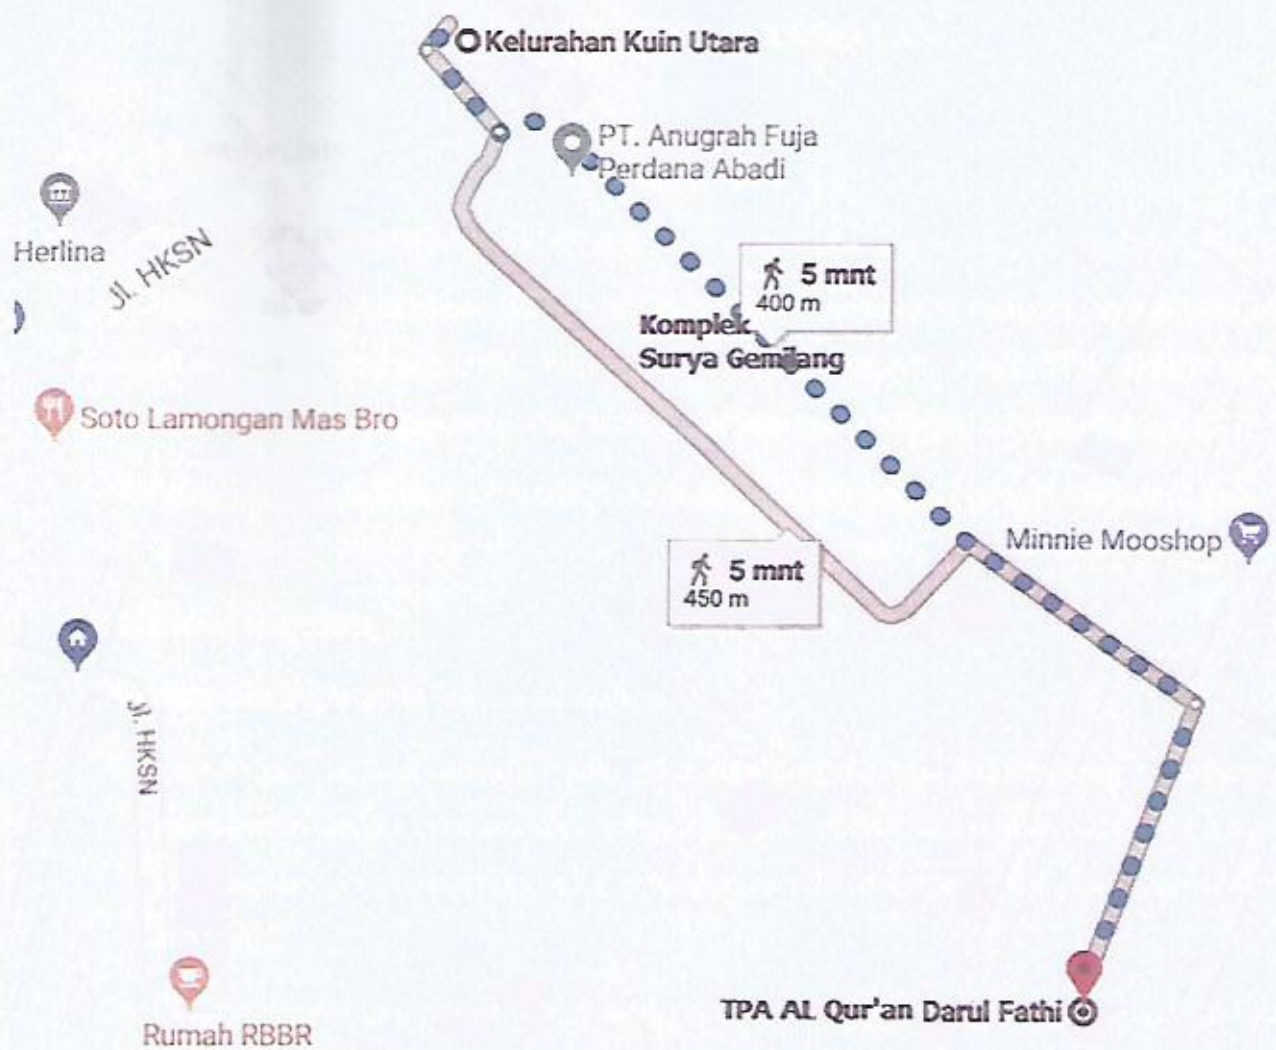 Kelurahan Kuin Utara
PT. Anugrah Fuja
Perdana Abadi
Herlina
Jl. HKSN
5 mnt
400 m
Komplek
Surya Gemilang
Soto Lamongan Mas Bro
Minnie Mooshop
5 mnt
450 m
Jl. HKSN
TPA AL Qur'an Darul Fathi
Rumah RBBR